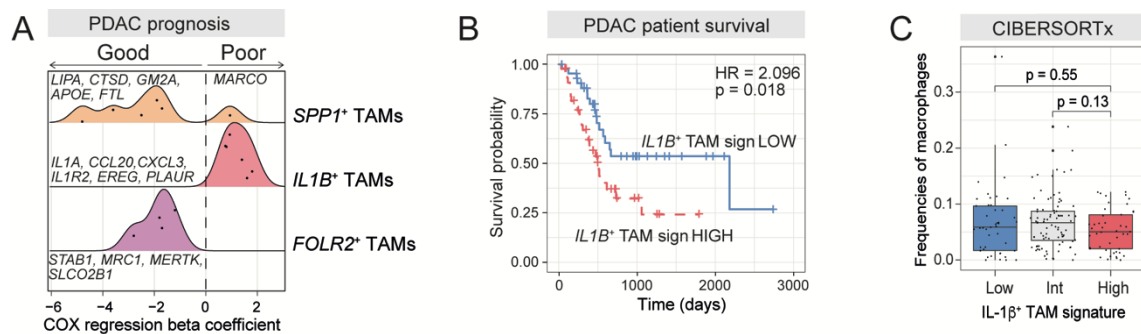 A
PDAC prognosis
Good
Poor
LIPA, CTSD, GM2A,
APOE, FTL
MARCO
SPP1+ TAMs
IL1A, CCL20,CXCL3,
IL1R2, EREG, PLAUR
IL1B+ TAMs
FOLR2+ TAMs
STAB1, MRC1, MERTK,
SLCO2B1
−6 −4 −2 0 2
COX regression beta coefficient
B
PDAC patient survival
Survival probability
1.00
0.75
0.50
0.25
0.00
HR = 2.096
p = 0.018
IL1B+ TAM sign LOW
IL1B+ TAM sign HIGH
0 1000 2000 3000
Time (days)
C
CIBERSORTx
Frequencies of macrophages
0.3
0.2
0.1
0.0
p = 0.55
p = 0.13
Low Int High
IL-1β+ TAM signature